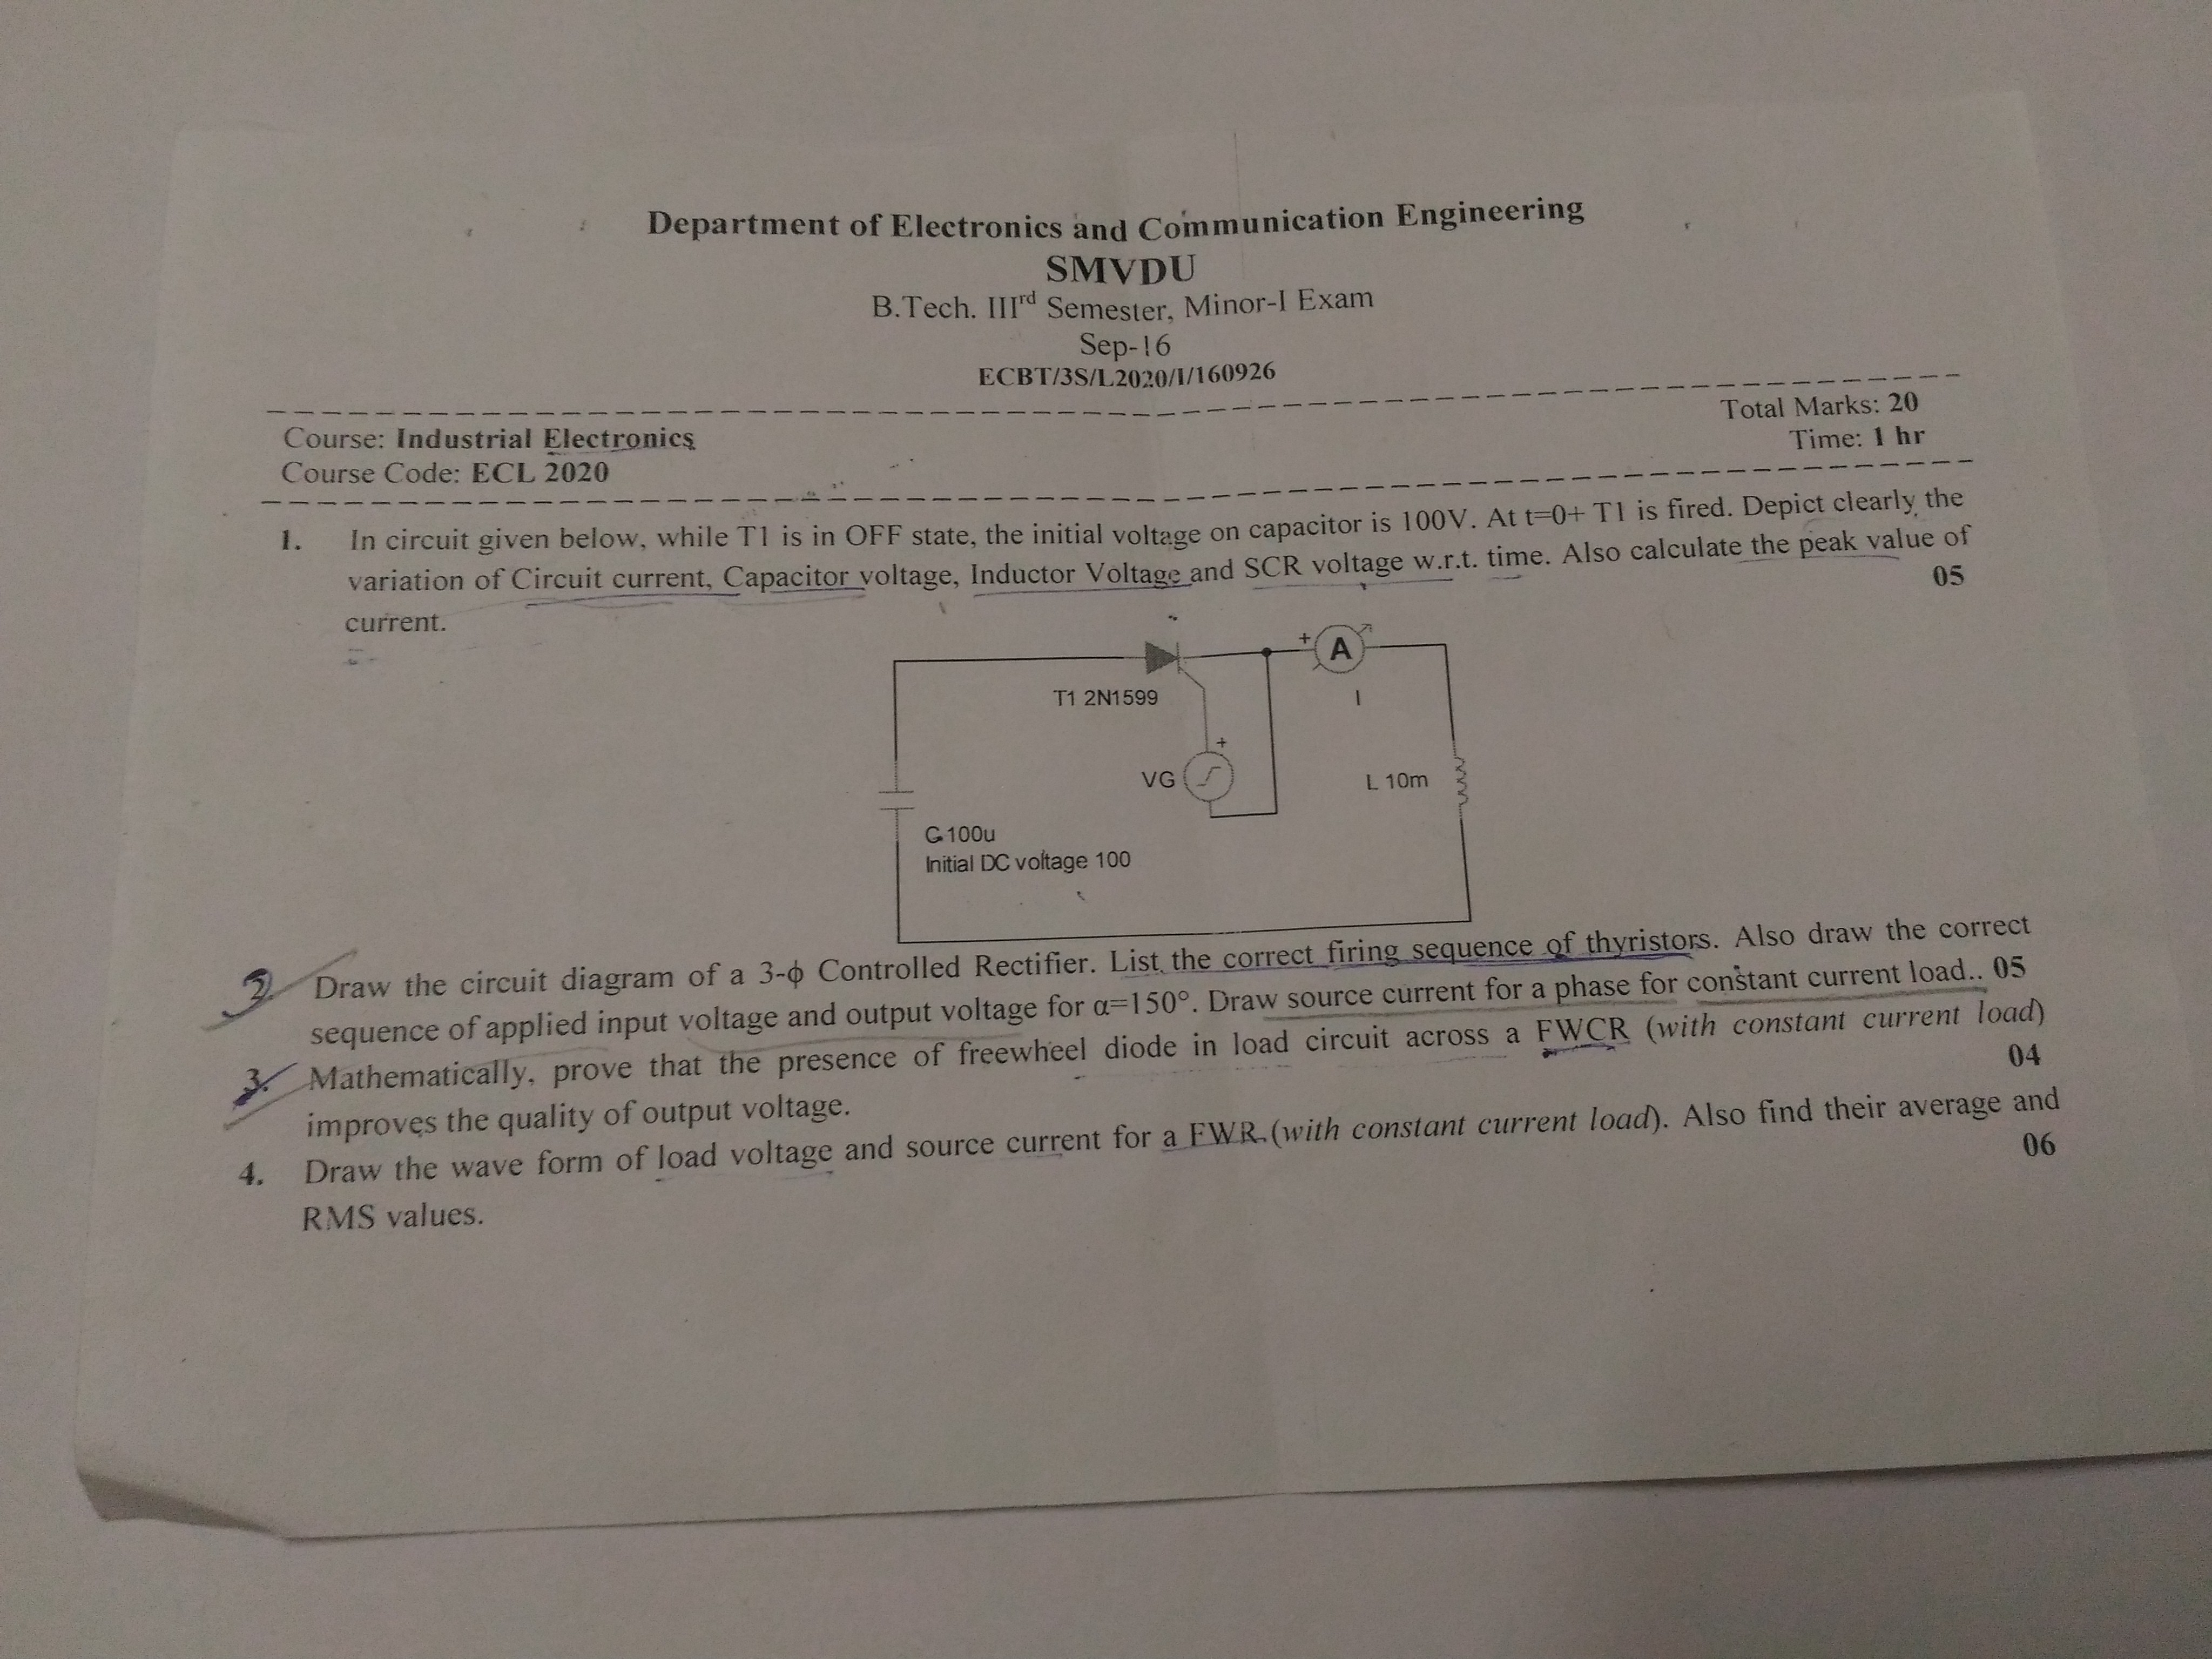 Department of Electronics and Communication Engineering
SMVDU
B.Tech. IIIrd Semester, Minor-I Exam
Sep-16
ECBT/3S/L2020/I/160926
Total Marks: 20
Course: Industrial Electronics
Time: 1 hr
Course Code: ECL 2020
1. In circuit given below, while T1 is in OFF state, the initial voltage on capacitor is 100V. At t=0+ T1 is fired. Depict clearly the
variation of Circuit current, Capacitor voltage, Inductor Voltage and SCR voltage w.r.t. time. Also calculate the peak value of
current. 05
+ A
T1 2N1599
I
+
VG
L 10m
C 100u
Initial DC voltage 100
2. Draw the circuit diagram of a 3-ϕ Controlled Rectifier. List the correct firing sequence of thyristors. Also draw the correct
sequence of applied input voltage and output voltage for α=150°. Draw source current for a phase for constant current load.. 05
3. Mathematically, prove that the presence of freewheel diode in load circuit across a FWCR (with constant current load)
improves the quality of output voltage. 04
4. Draw the wave form of load voltage and source current for a FWR (with constant current load). Also find their average and
RMS values. 06